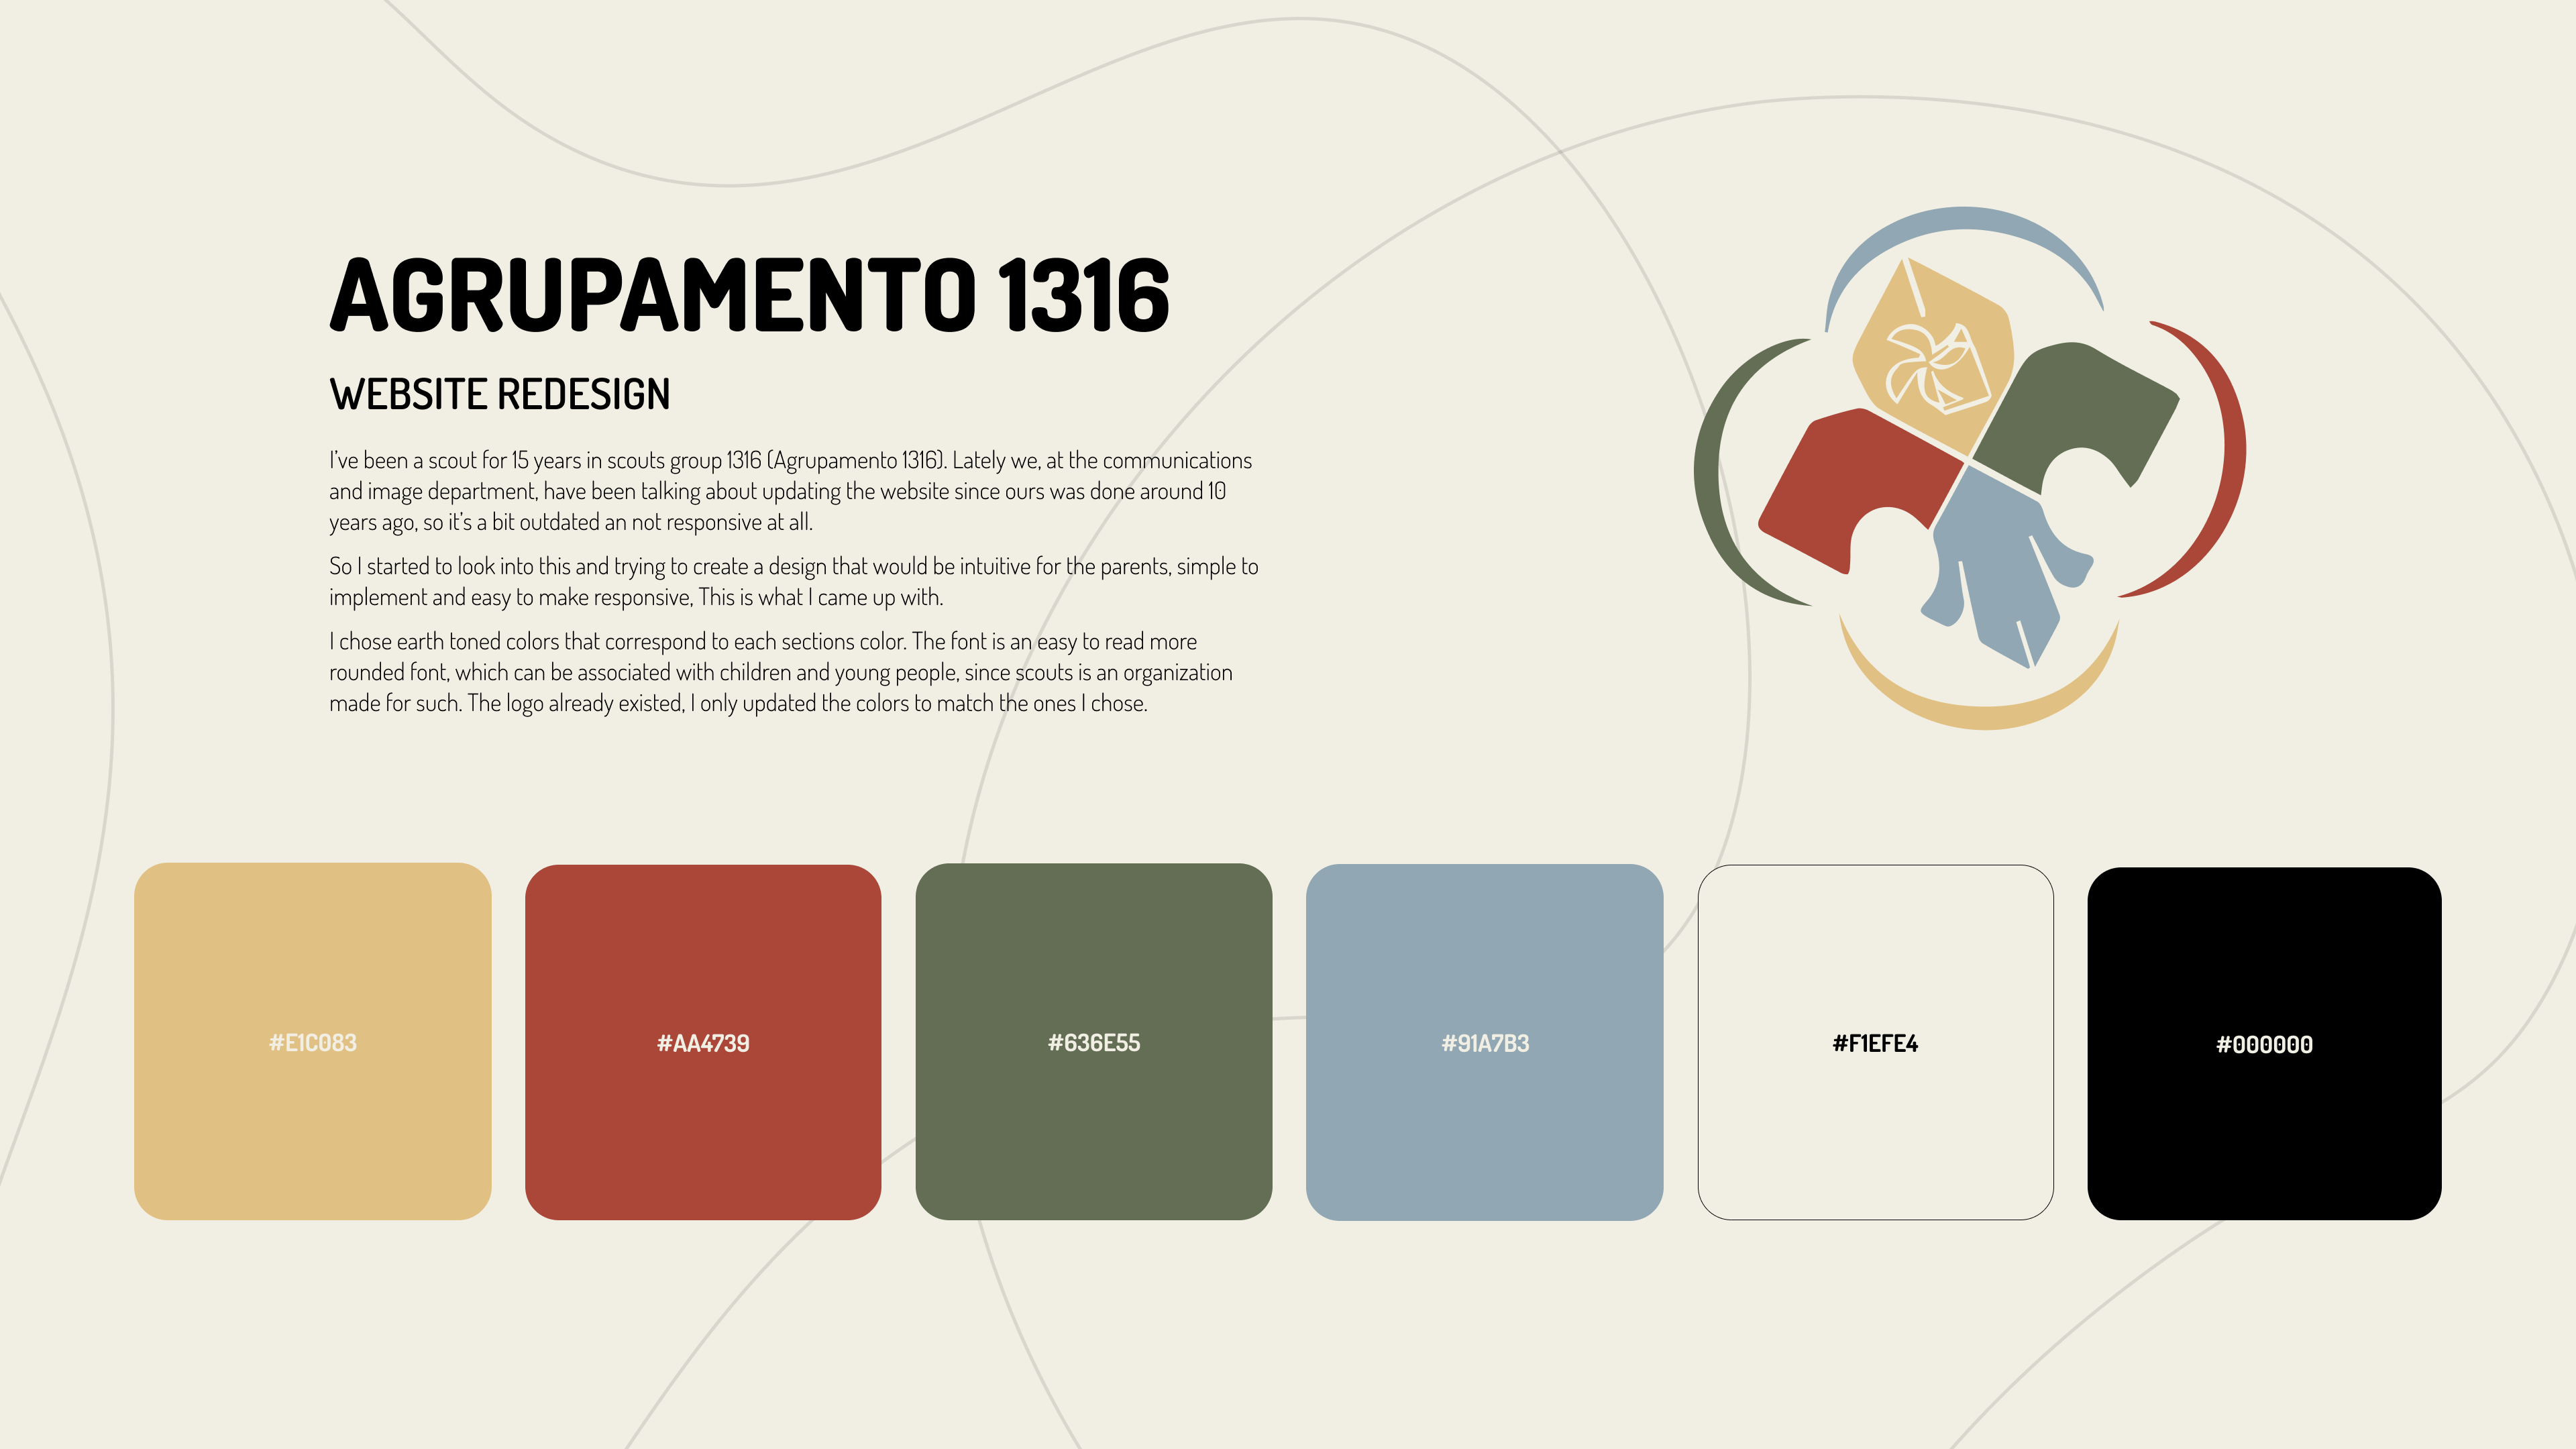 AGRUPAMENTO 1316
WEBSITE REDESIGN
I've been a scout for 15 years in scouts group 1316 (Agrupamento 1316). Lately we, at the communications
and image department, have been talking about updating the website since ours was done around 10
years ago, so it's a bit outdated an not responsive at all.
So I started to look into this and trying to create a design that would be intuitive for the parents, simple to
implement and easy to make responsive, This is what I came up with.
I chose earth toned colors that correspond to each sections color. The font is an easy to read more
rounded font, which can be associated with children and young people, since scouts is an organization
made for such. The logo already existed, I only updated the colors to match the ones I chose.
#E1C083
#AA4739
#636E55
#91A7B3
#F1EFE4
#000000